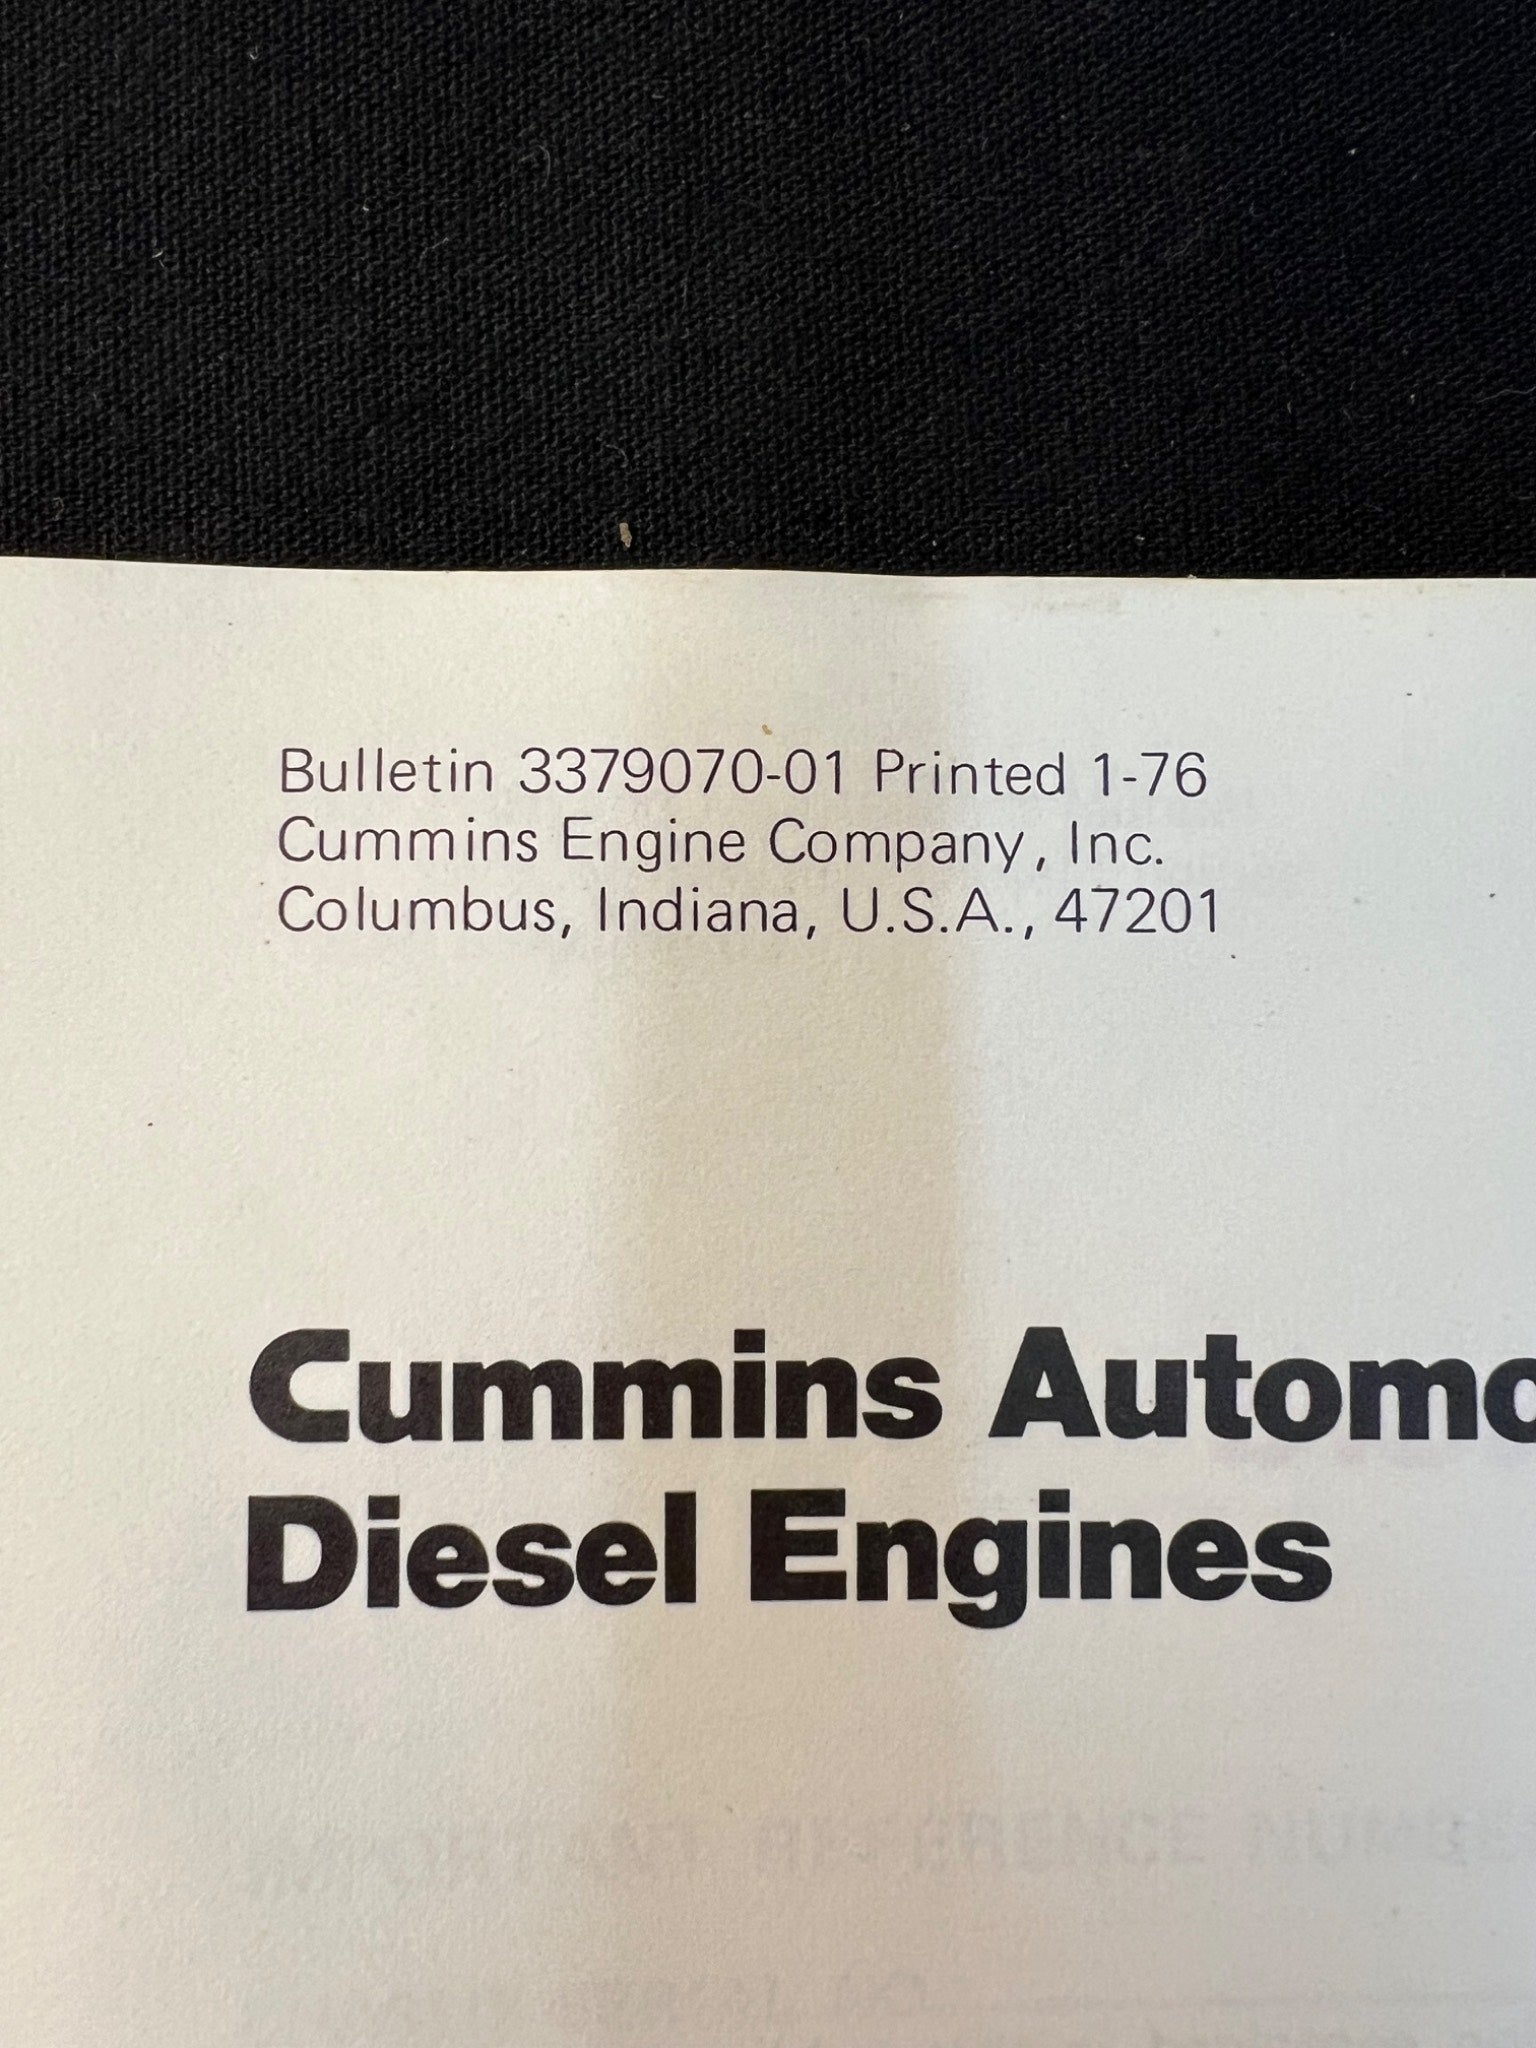 Bulletin 3379070-01 Printed 1-76
Cummins Engine Company, Inc.
Columbus, Indiana, U.S.A., 47201
Cummins
Diesel Engines